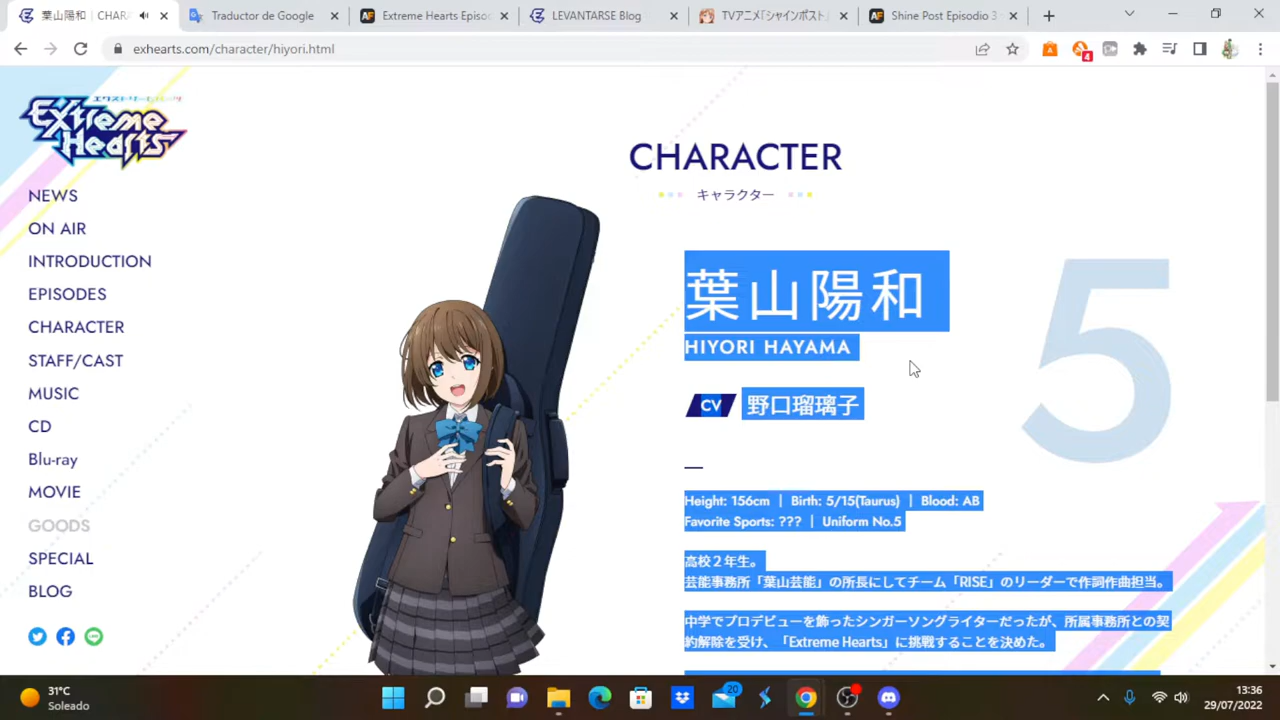 葉山陽和 | CHARA
Traductor de Google
Extreme Hearts Episoc
LEVANTARSE Blog
TVアニメ「シャインポスト」
Shine Post Episodio 3
exhearts.com/character/hiyori.html
4
Extreme
Hearts
NEWS
ON AIR
INTRODUCTION
EPISODES
CHARACTER
STAFF/CAST
MUSIC
CD
Blu-ray
MOVIE
GOODS
SPECIAL
BLOG
CHARACTER
キャラクター
葉山陽和
HIYORI HAYAMA
CV 野口瑠璃子
5
Height: 156cm | Birth: 5/15(Taurus) | Blood: AB
Favorite Sports: ??? | Uniform No.5
高校2年生。
芸能事務所「葉山芸能」の所長にしてチーム「RISE」のリーダーで作詞作曲担当。
中学でプロデビューを飾ったシンガーソングライターだったが、所属事務所との契
約解除を受け、「Extreme Hearts」に挑戦することを決めた。
31°C
Soleado
20
13:36
29/07/2022